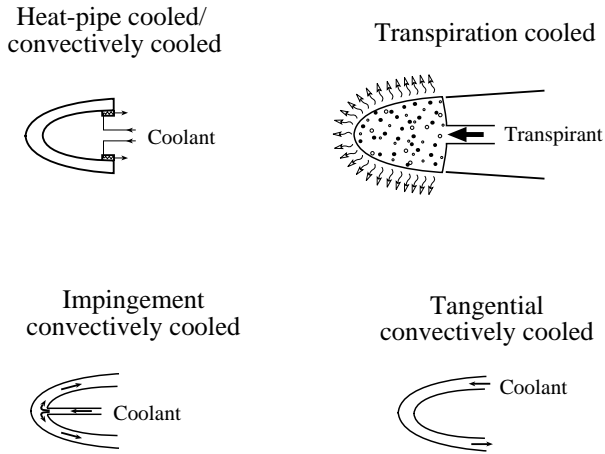 Heat-pipe cooled/
convectively cooled
Coolant
Transpiration cooled
Transpirant
Impingement
convectively cooled
Coolant
Tangential
convectively cooled
Coolant